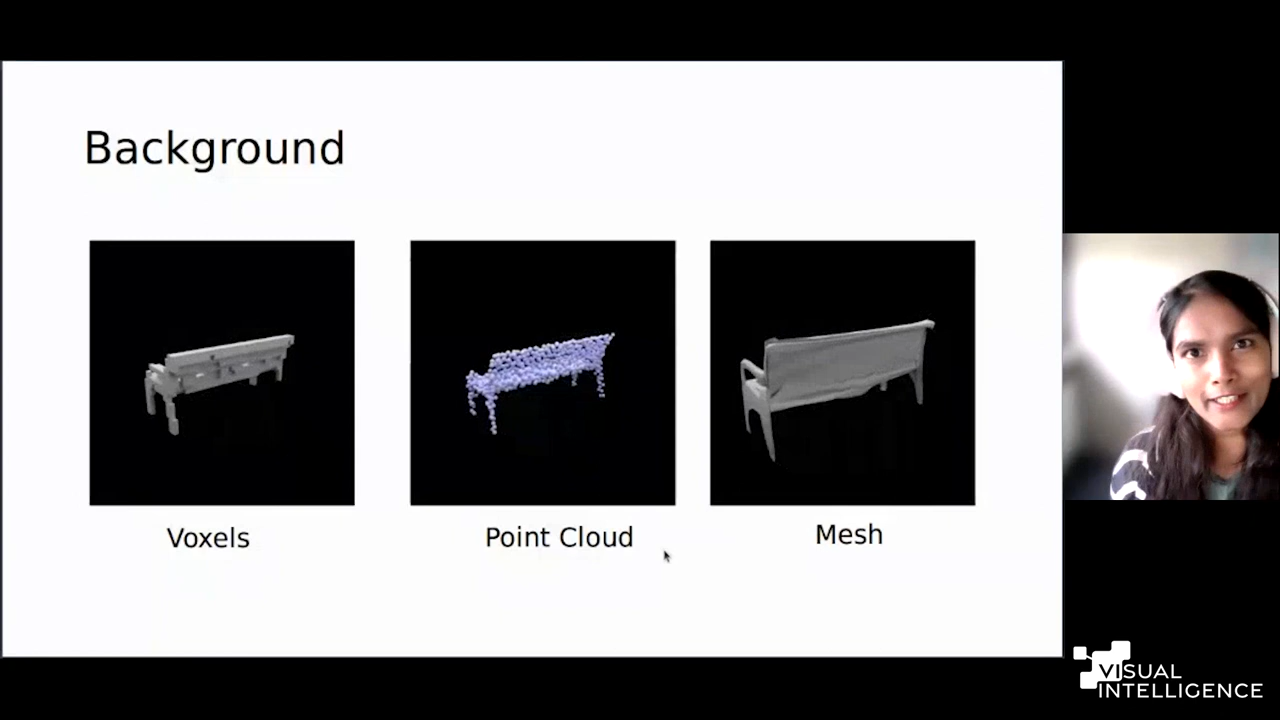 Background
Voxels
Point Cloud
Mesh
VISUAL
INTELLIGENCE